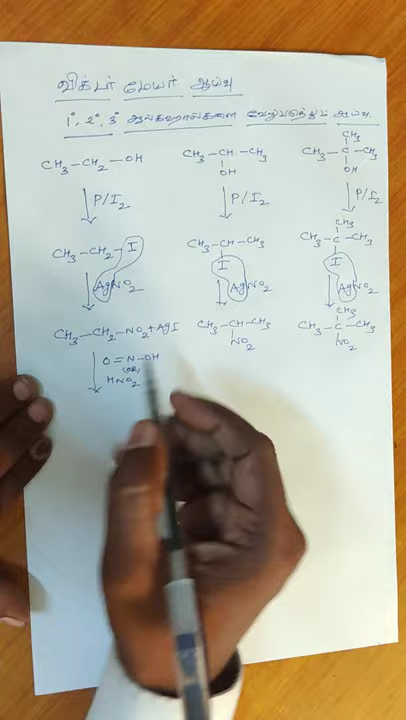 விக்டர் மேயர் ஆய்வு
1°, 2°, 3° ஆல்கஹால்களை வேறுபடுத்தும் ஆய்வு.
CH3
CH3-CH2-OH CH3-CH-CH3 CH3-C-CH3
OH OH
P/I2 P/I2 P/I2
CH3
CH3-CH2-I CH3-CH-CH3 CH3-C-CH3
I I
AgNO2 AgNO2 AgNO2
CH3
CH3-CH2-NO2+AgI CH3-CH-CH3 CH3-C-CH3
NO2 NO2
O=N-OH
(OR)
HNO2